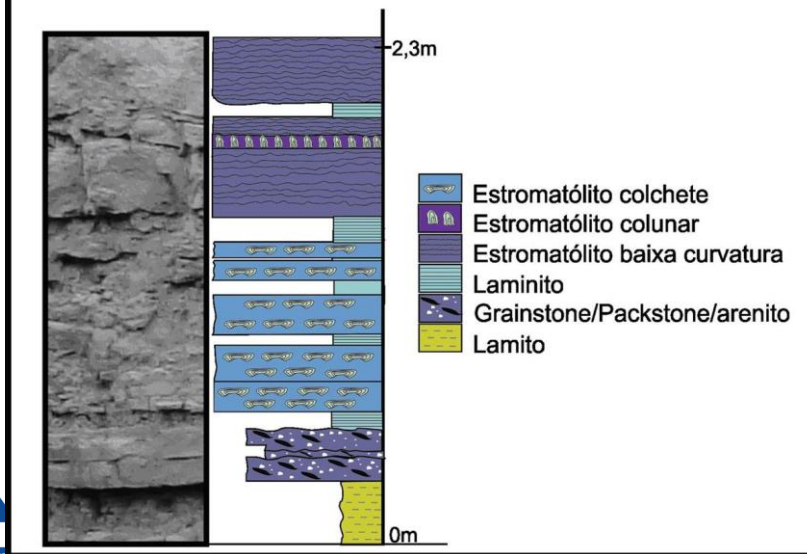 2,3m
Estromatólito colchete
Estromatólito colunar
Estromatólito baixa curvatura
Laminito
Grainstone/Packstone/arenito
Lamito
0m